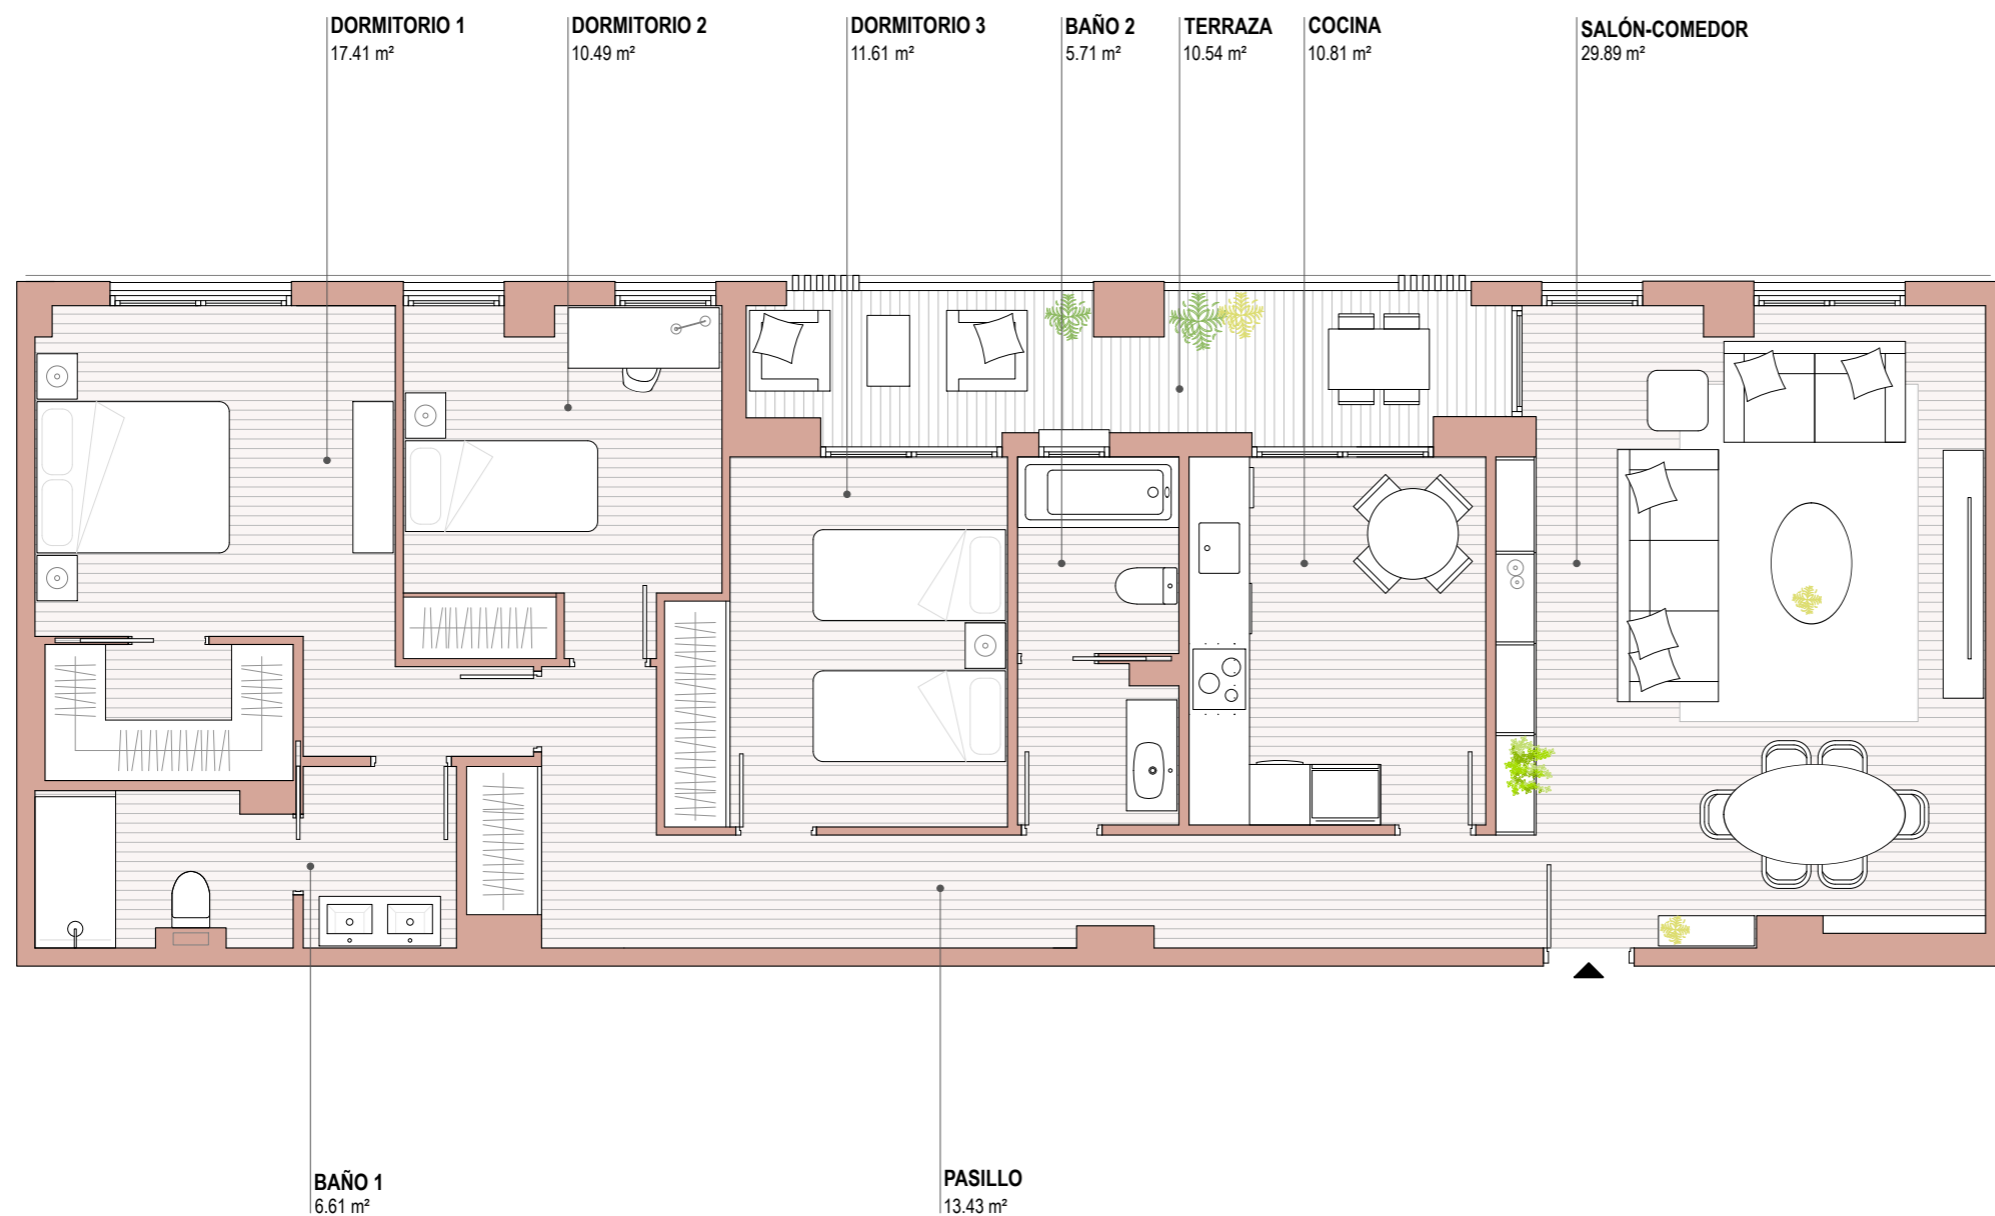 DORMITORIO 1
17.41 m²
DORMITORIO 2
10.49 m²
DORMITORIO 3
11.61 m²
BAÑO 2
5.71 m²
TERRAZA
10.54 m²
COCINA
10.81 m²
SALÓN-COMEDOR
29.89 m²
BAÑO 1
6.61 m²
PASILLO
13.43 m²